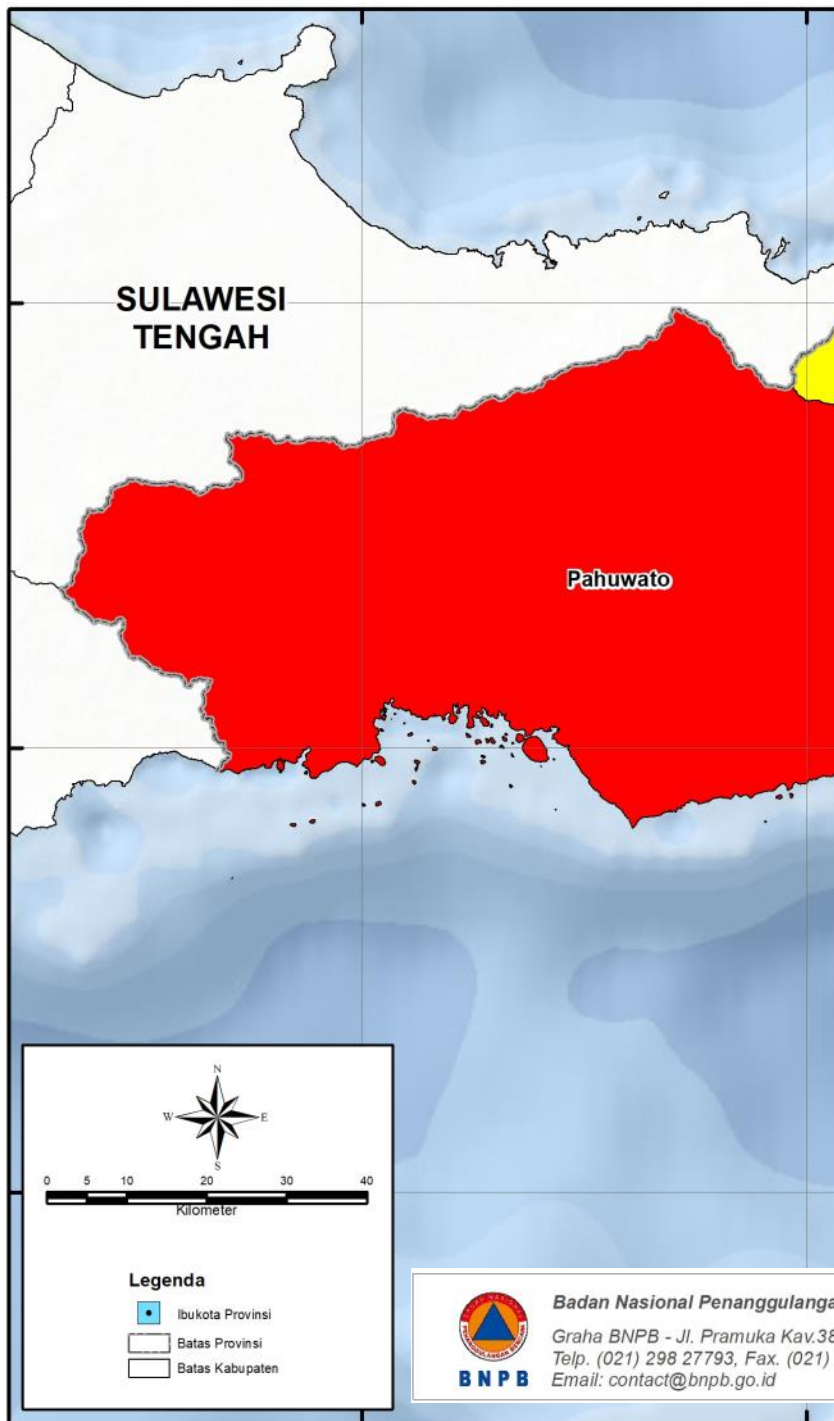 SULAWESI
TENGAH
Pahuwato
N
W E
S
0 5 10 20 30 40
Kilometer
Legenda
Ibukota Provinsi
Batas Provinsi
Batas Kabupaten
BNPB
Badan Nasional Penanggulanga
Graha BNPB - Jl. Pramuka Kav.38
Telp. (021) 298 27793, Fax. (021)
Email: contact@bnpb.go.id